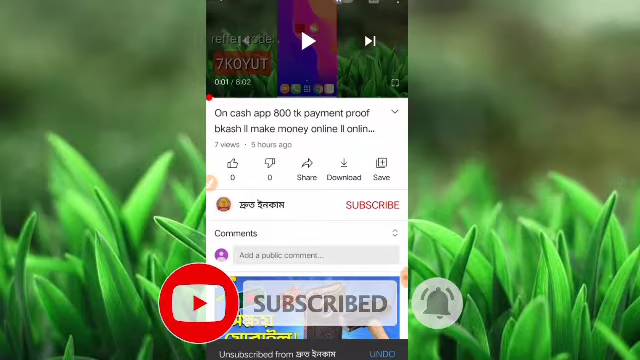 reffer code:
7KOYUT
0:01 / 8:02
On cash app 800 tk payment proof
bkash ll make money online ll onlin...
7 views • 5 hours ago
0
0
Share
Download
Save
দ্রুত ইনকাম
SUBSCRIBE
Comments
Add a public comment...
SUBSCRIBED
মোবাইল
Unsubscribed from দ্রুত ইনকাম
UNDO